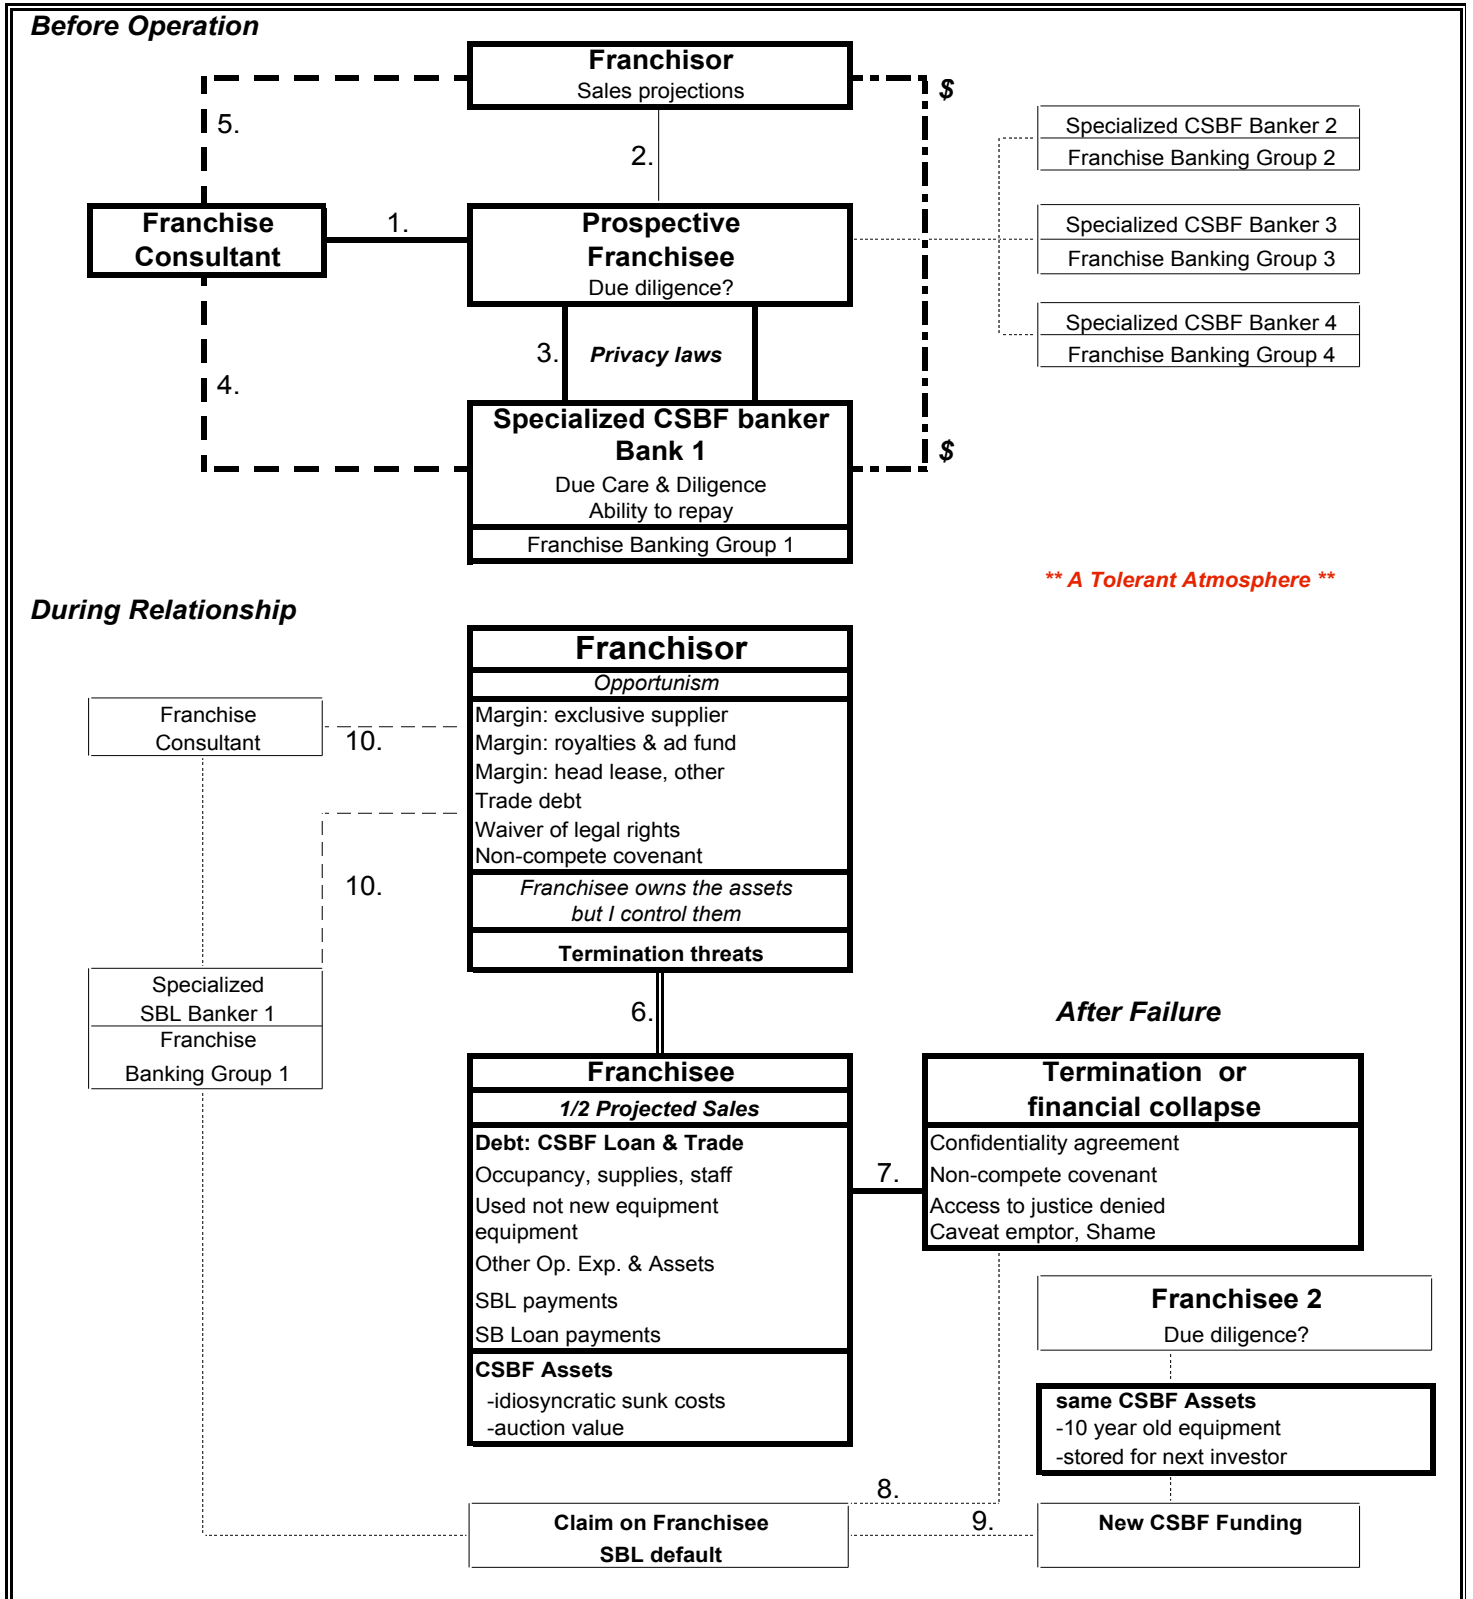 Before Operation
Franchisor
Sales projections
$
5.
2.
Specialized CSBF Banker 2
Franchise Banking Group 2
Franchise
Consultant
1.
Prospective
Franchisee
Due diligence?
Specialized CSBF Banker 3
Franchise Banking Group 3
3.
Privacy laws
Specialized CSBF Banker 4
Franchise Banking Group 4
4.
Specialized CSBF banker
Bank 1
Due Care & Diligence
Ability to repay
Franchise Banking Group 1
$
** A Tolerant Atmosphere **
During Relationship
Franchisor
Opportunism
Margin: exclusive supplier
Margin: royalties & ad fund
Margin: head lease, other
Trade debt
Waiver of legal rights
Non-compete covenant
Franchisee owns the assets
but I control them
Termination threats
Franchise
Consultant
10.
10.
Specialized
SBL Banker 1
Franchise
Banking Group 1
6.
After Failure
Franchisee
1/2 Projected Sales
Debt: CSBF Loan & Trade
Occupancy, supplies, staff
Used not new equipment
equipment
Other Op. Exp. & Assets
SBL payments
SB Loan payments
CSBF Assets
-idiosyncratic sunk costs
-auction value
7.
Termination or
financial collapse
Confidentiality agreement
Non-compete covenant
Access to justice denied
Caveat emptor, Shame
Franchisee 2
Due diligence?
same CSBF Assets
-10 year old equipment
-stored for next investor
8.
Claim on Franchisee
SBL default
9.
New CSBF Funding